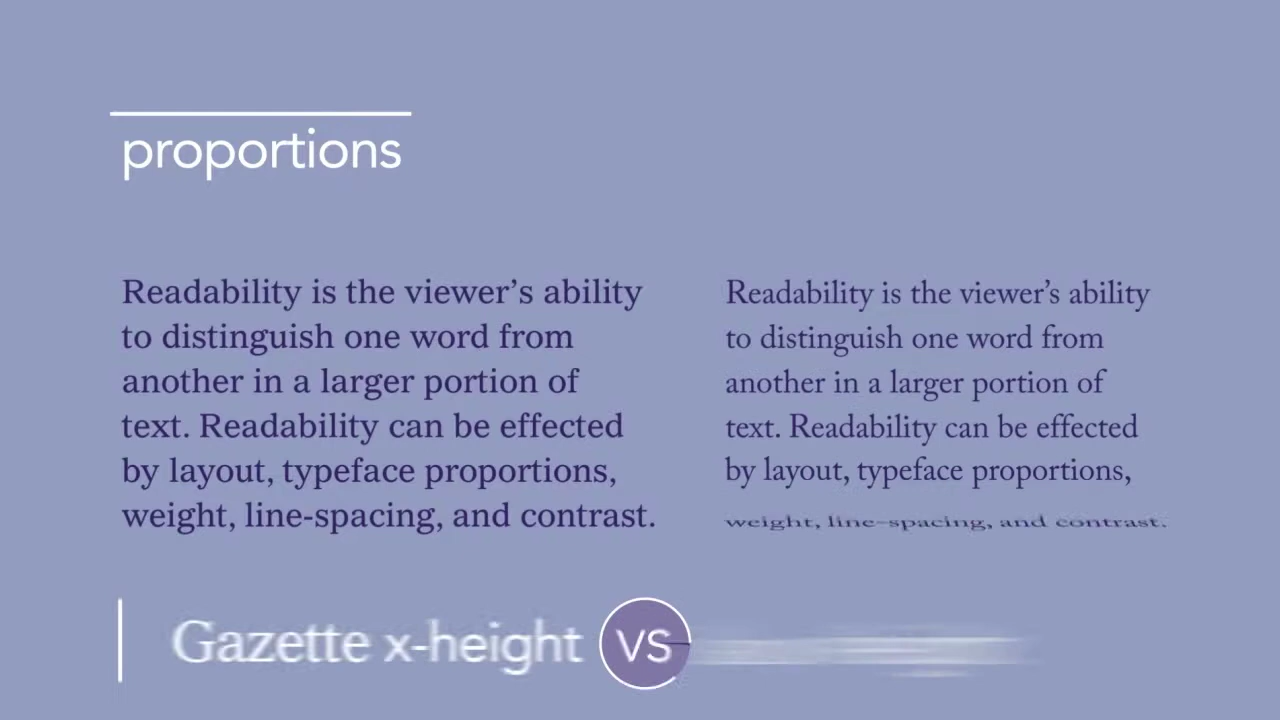 proportions
Readability is the viewer’s ability
to distinguish one word from
another in a larger portion of
text. Readability can be effected
by layout, typeface proportions,
weight, line-spacing, and contrast.
Readability is the viewer’s ability
to distinguish one word from
another in a larger portion of
text. Readability can be effected
by layout, typeface proportions,
weight, line-spacing, and contrast.
Gazette x-height VS